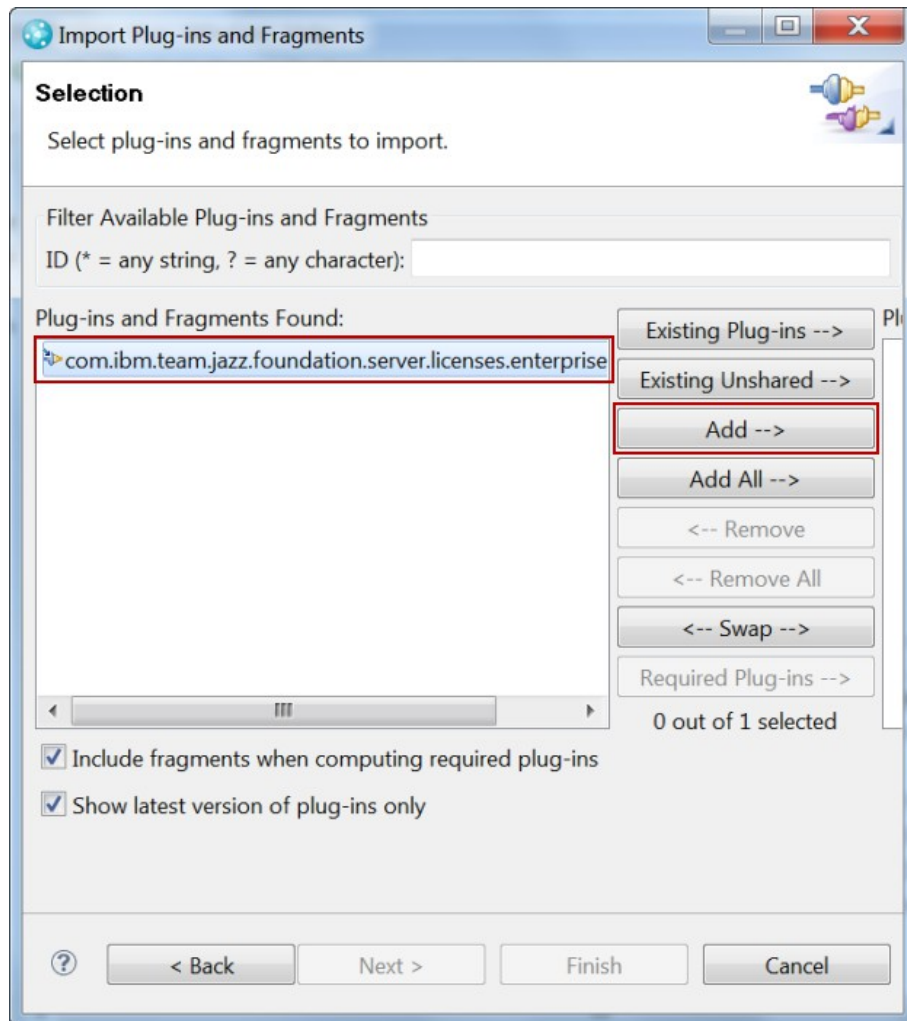 Import Plug-ins and Fragments
Selection
Select plug-ins and fragments to import.
Filter Available Plug-ins and Fragments
ID (* = any string, ? = any character):
Plug-ins and Fragments Found:
com.ibm.team.jazz.foundation.server.licenses.enterprise
Existing Plug-ins -->
Existing Unshared -->
Add -->
Add All -->
<-- Remove
<-- Remove All
<-- Swap -->
Required Plug-ins -->
0 out of 1 selected
Include fragments when computing required plug-ins
Show latest version of plug-ins only
< Back
Next >
Finish
Cancel